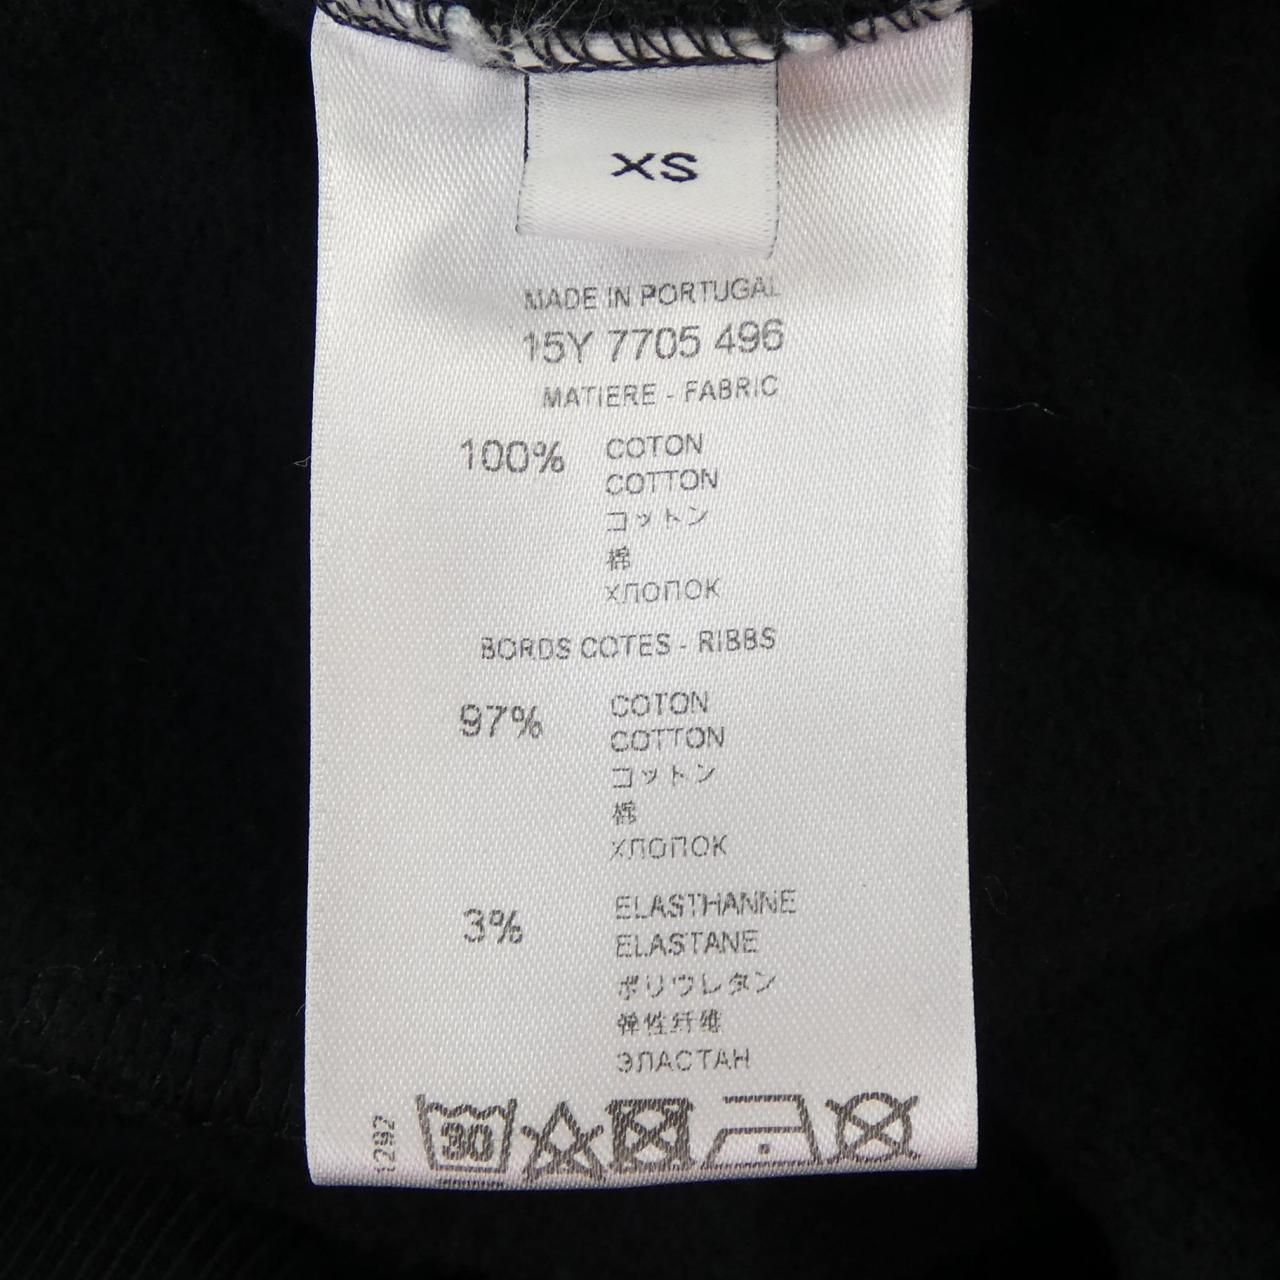 XS
MADE IN PORTUGAL
15Y 7705 496
MATIERE - FABRIC
100% COTON
COTTON
コットン
棉
ХЛОПОК
BORDS COTES - RIBBS
97% COTON
COTTON
コットン
棉
ХЛОПОК
3% ELASTHANNE
ELASTANE
ポリウレタン
弹性纤维
ЭЛАСТАН
1292
30